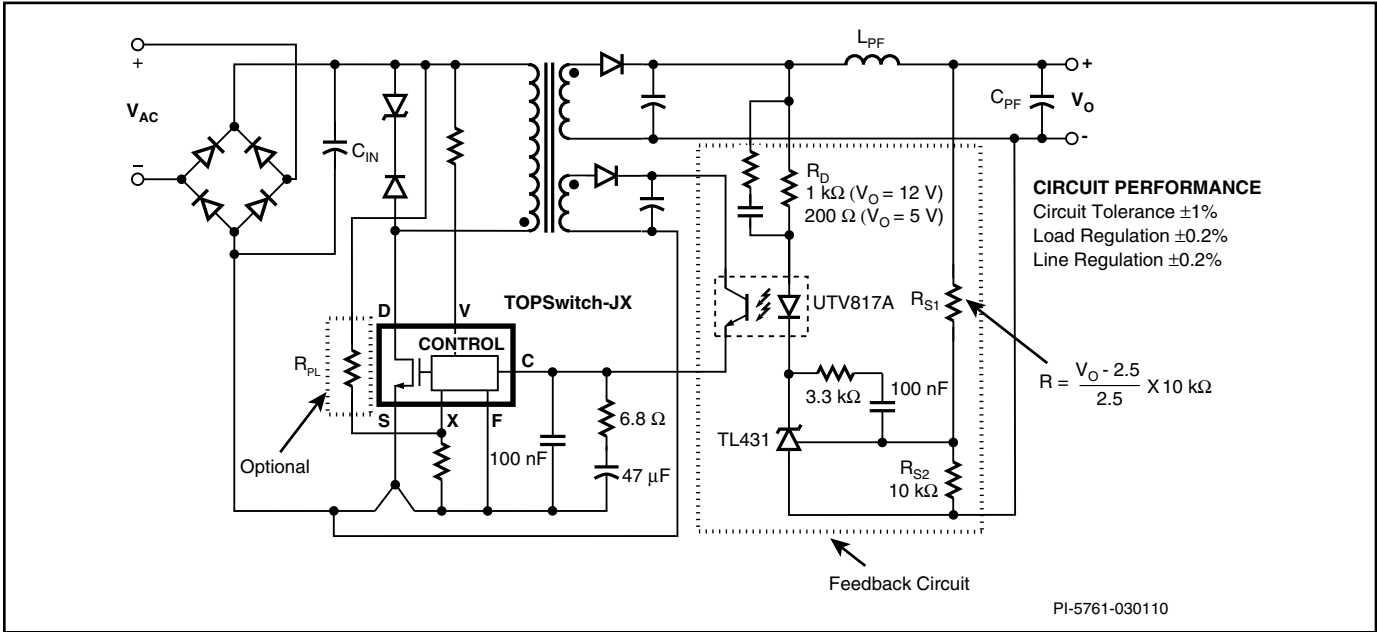 +
V_AC
–
C_IN
L_PF
C_PF
+
V_O
-
R_D
1 kΩ (V_O = 12 V)
200 Ω (V_O = 5 V)
CIRCUIT PERFORMANCE
Circuit Tolerance ±1%
Load Regulation ±0.2%
Line Regulation ±0.2%
TOPSwitch-JX
UTV817A
R_S1
D
V
CONTROL
C
R_PL
S
X
F
R = (V_O - 2.5)/2.5 X 10 kΩ
3.3 kΩ
100 nF
6.8 Ω
TL431
Optional
100 nF
47 µF
R_S2
10 kΩ
Feedback Circuit
PI-5761-030110